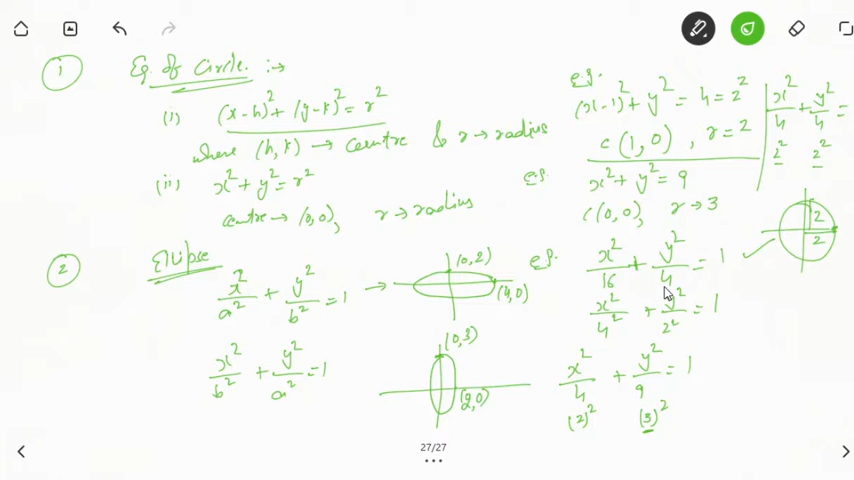 ① Eq. of Circle :→
(i) (x-h)² + (y-k)² = r²
where (h, k) → centre & r → radius
(ii) x² + y² = r²
centre → (0, 0), r → radius
e.g.
(x-1)² + y² = 4 = 2²
c (1, 0), r = 2
e.g. x² + y² = 9
c (0, 0), r → 3
x²/4 + y²/4 =
2² 2²
2
2
② Ellipse
x²/a² + y²/b² = 1 →
(0, 2)
(4, 0)
e.g. x²/16 + y²/4 = 1
x²/4² + y²/2² = 1
x²/b² + y²/a² = 1
(0, 3)
(2, 0)
x²/4 + y²/9 = 1
(2)² (3)²
27/27